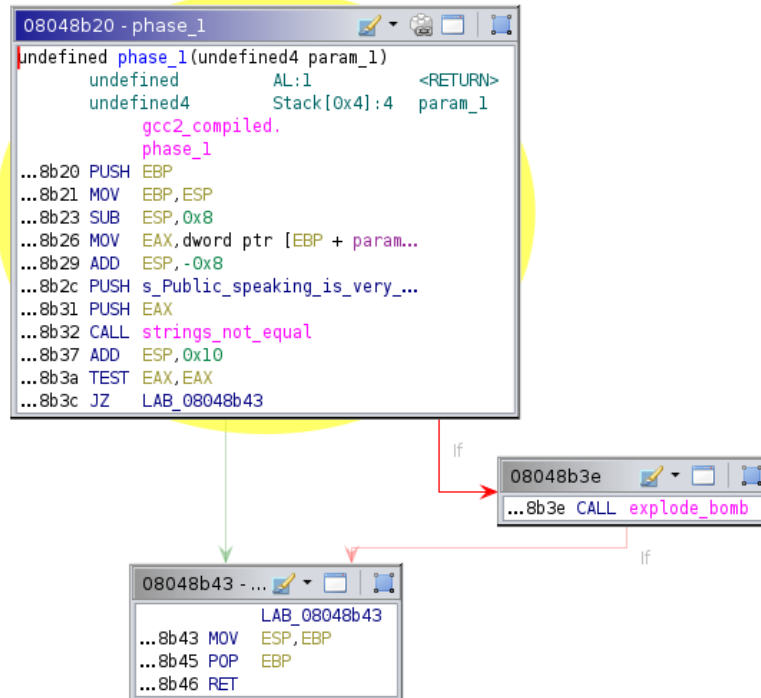 08048b20 - phase_1
undefined phase_1(undefined4 param_1)
undefined AL:1 <RETURN>
undefined4 Stack[0x4]:4 param_1
gcc2_compiled.
phase_1
...8b20 PUSH EBP
...8b21 MOV EBP,ESP
...8b23 SUB ESP,0x8
...8b26 MOV EAX,dword ptr [EBP + param...
...8b29 ADD ESP,-0x8
...8b2c PUSH s_Public_speaking_is_very_...
...8b31 PUSH EAX
...8b32 CALL strings_not_equal
...8b37 ADD ESP,0x10
...8b3a TEST EAX,EAX
...8b3c JZ LAB_08048b43
If
08048b3e
...8b3e CALL explode_bomb
If
08048b43 - ...
LAB_08048b43
...8b43 MOV ESP,EBP
...8b45 POP EBP
...8b46 RET